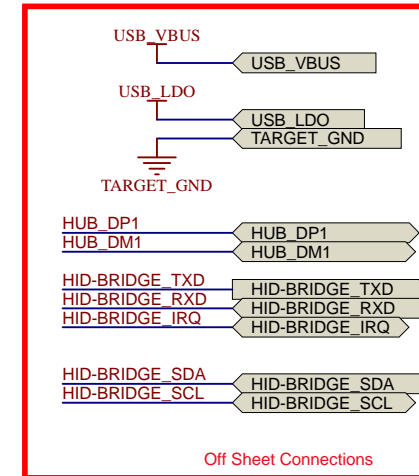 USB_VBUS
USB_VBUS
USB_LDO
USB_LDO
TARGET_GND
TARGET_GND
HUB_DP1 HUB_DP1
HUB_DM1 HUB_DM1
HID-BRIDGE_TXD HID-BRIDGE_TXD
HID-BRIDGE_RXD HID-BRIDGE_RXD
HID-BRIDGE_IRQ HID-BRIDGE_IRQ
HID-BRIDGE_SDA HID-BRIDGE_SDA
HID-BRIDGE_SCL HID-BRIDGE_SCL
Off Sheet Connections